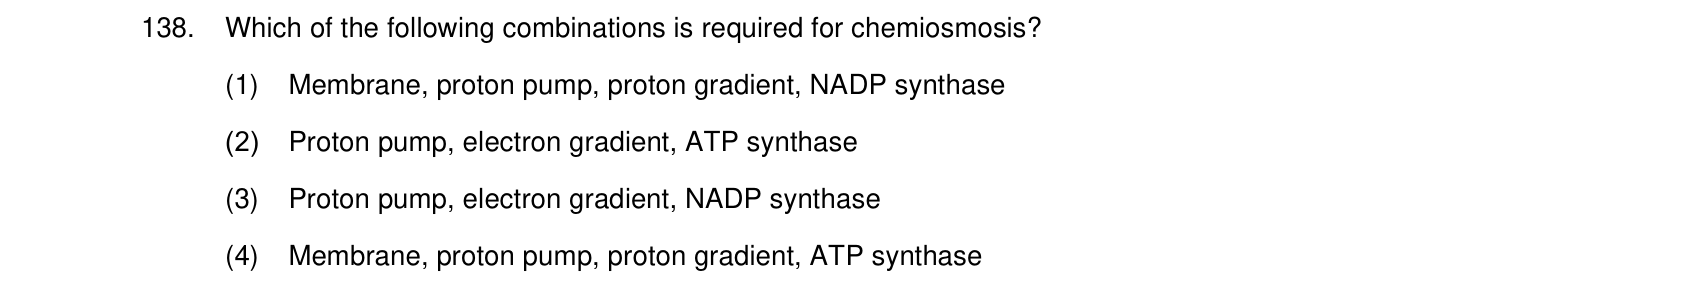 138. Which of the following combinations is required for chemiosmosis?
(1) Membrane, proton pump, proton gradient, NADP synthase
(2) Proton pump, electron gradient, ATP synthase
(3) Proton pump, electron gradient, NADP synthase
(4) Membrane, proton pump, proton gradient, ATP synthase